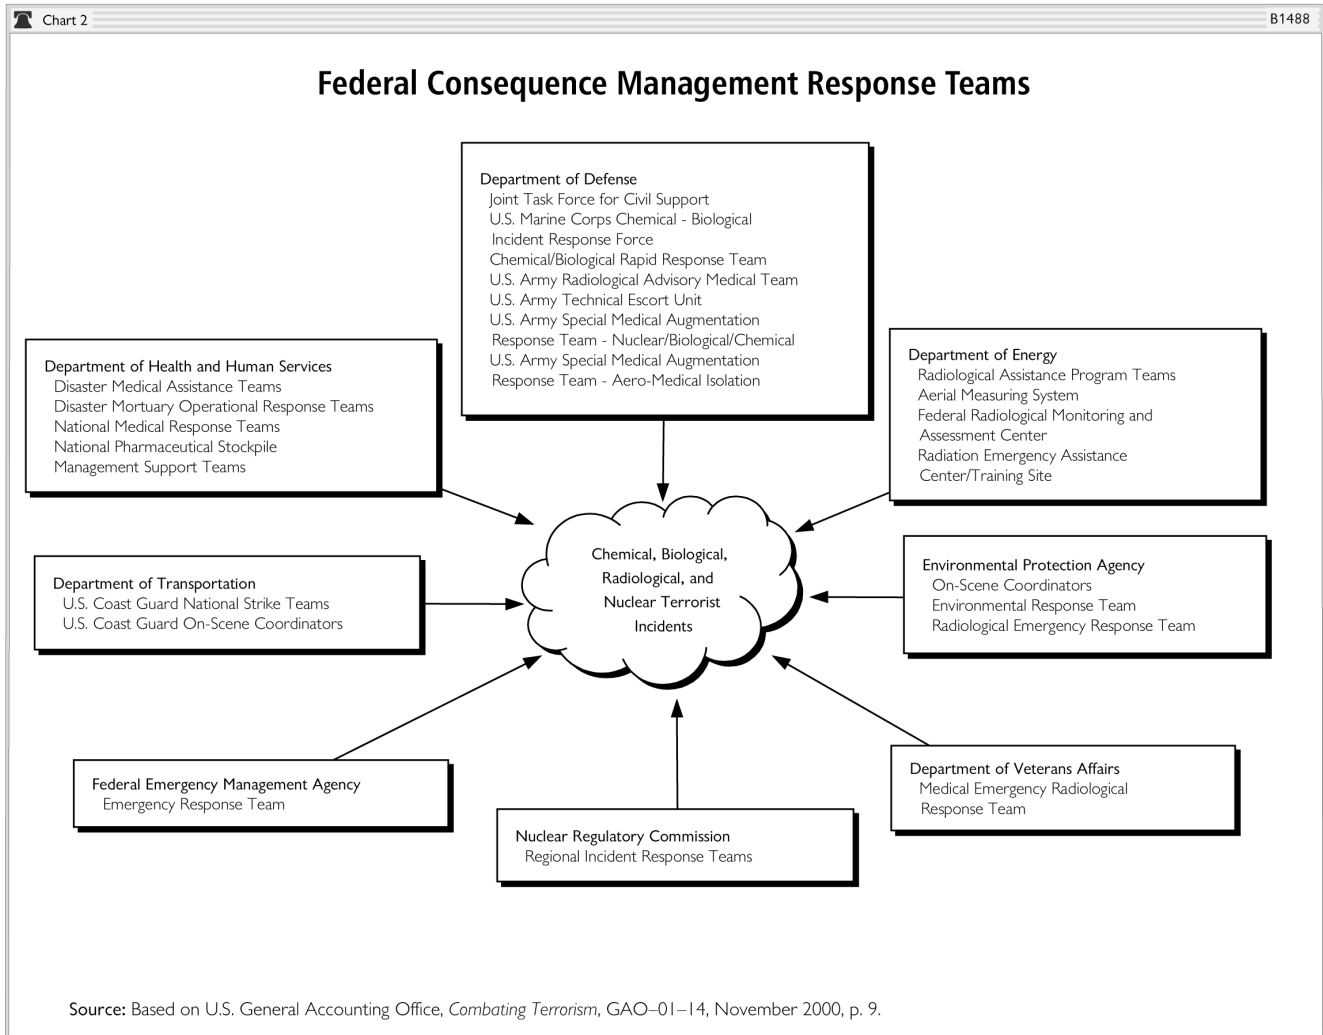 Chart 2
B1488
Federal Consequence Management Response Teams
Department of Defense
Joint Task Force for Civil Support
U.S. Marine Corps Chemical - Biological
Incident Response Force
Chemical/Biological Rapid Response Team
U.S. Army Radiological Advisory Medical Team
U.S. Army Technical Escort Unit
U.S. Army Special Medical Augmentation
Response Team - Nuclear/Biological/Chemical
U.S. Army Special Medical Augmentation
Response Team - Aero-Medical Isolation
Department of Health and Human Services
Disaster Medical Assistance Teams
Disaster Mortuary Operational Response Teams
National Medical Response Teams
National Pharmaceutical Stockpile
Management Support Teams
Department of Energy
Radiological Assistance Program Teams
Aerial Measuring System
Federal Radiological Monitoring and
Assessment Center
Radiation Emergency Assistance
Center/Training Site
Chemical, Biological,
Radiological, and
Nuclear Terrorist
Incidents
Department of Transportation
U.S. Coast Guard National Strike Teams
U.S. Coast Guard On-Scene Coordinators
Environmental Protection Agency
On-Scene Coordinators
Environmental Response Team
Radiological Emergency Response Team
Federal Emergency Management Agency
Emergency Response Team
Nuclear Regulatory Commission
Regional Incident Response Teams
Department of Veterans Affairs
Medical Emergency Radiological
Response Team
Source: Based on U.S. General Accounting Office, Combating Terrorism, GAO–01–14, November 2000, p. 9.